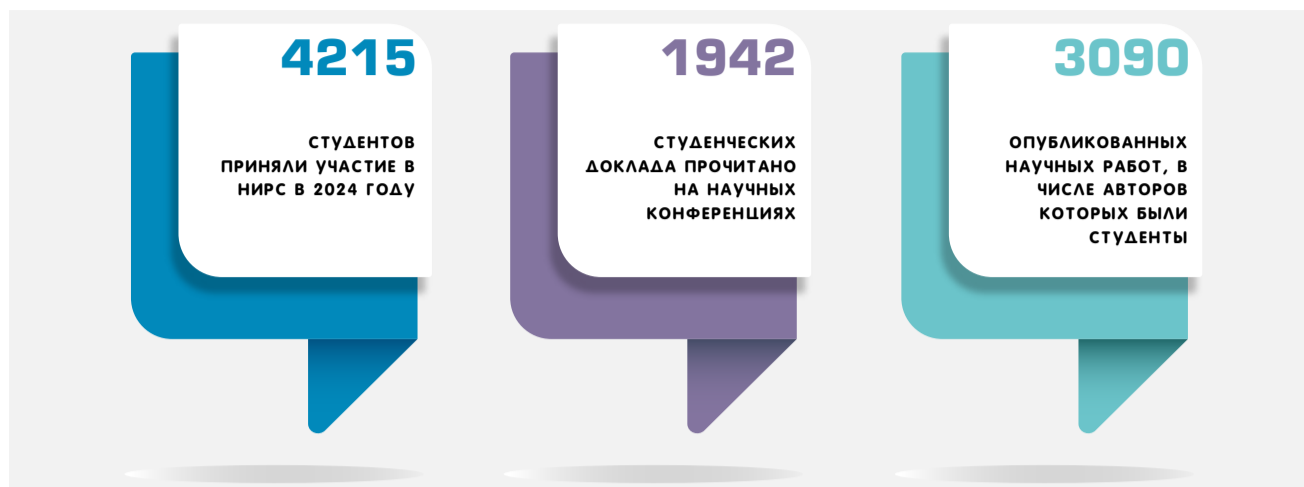 4215
СТУДЕНТОВ
ПРИНЯЛИ УЧАСТИЕ В
НИРС В 2024 ГОДУ
1942
СТУДЕНЧЕСКИХ
ДОКЛАДА ПРОЧИТАНО
НА НАУЧНЫХ
КОНФЕРЕНЦИЯХ
3090
ОПУБЛИКОВАННЫХ
НАУЧНЫХ РАБОТ, В
ЧИСЛЕ АВТОРОВ
КОТОРЫХ БЫЛИ
СТУДЕНТЫ